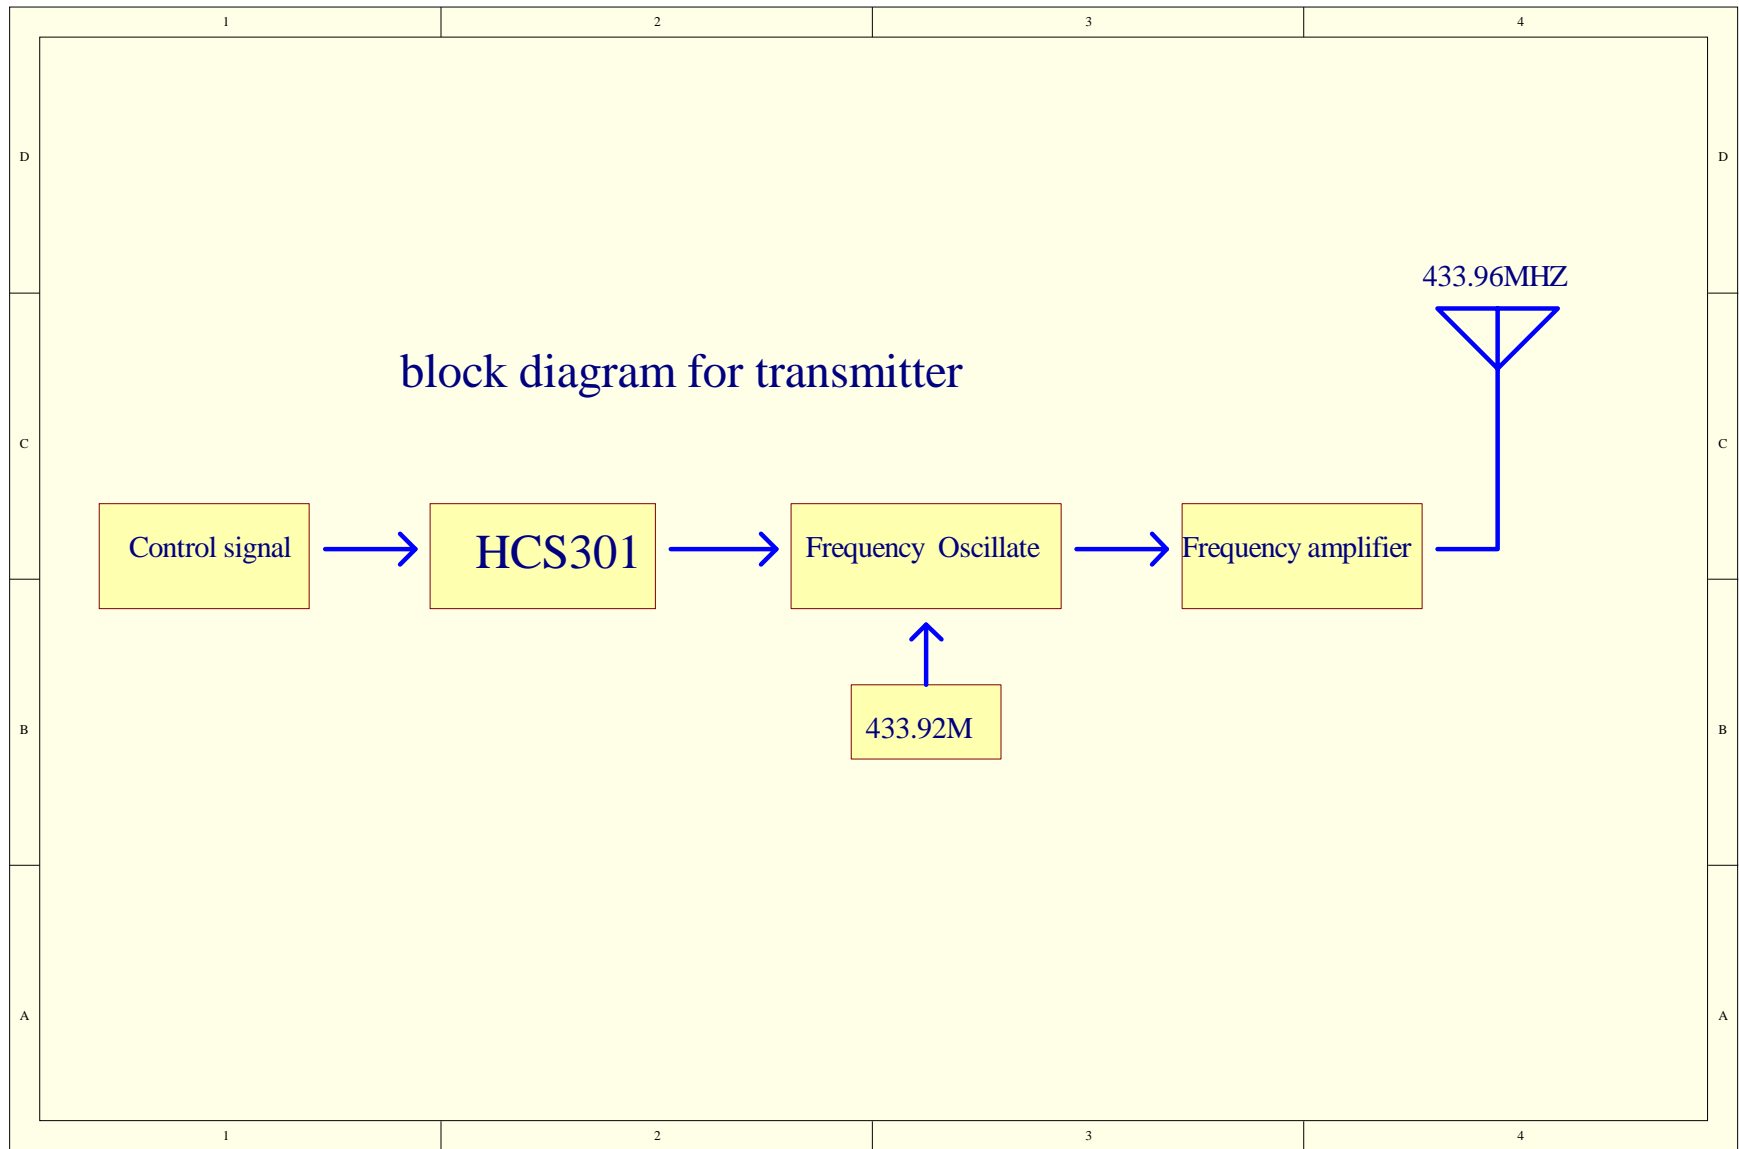 1 2 3 4
D D
433.96MHZ
block diagram for transmitter
C C
Control signal HCS301 Frequency  Oscillate Frequency amplifier
433.92M
B B
A A
1 2 3 4